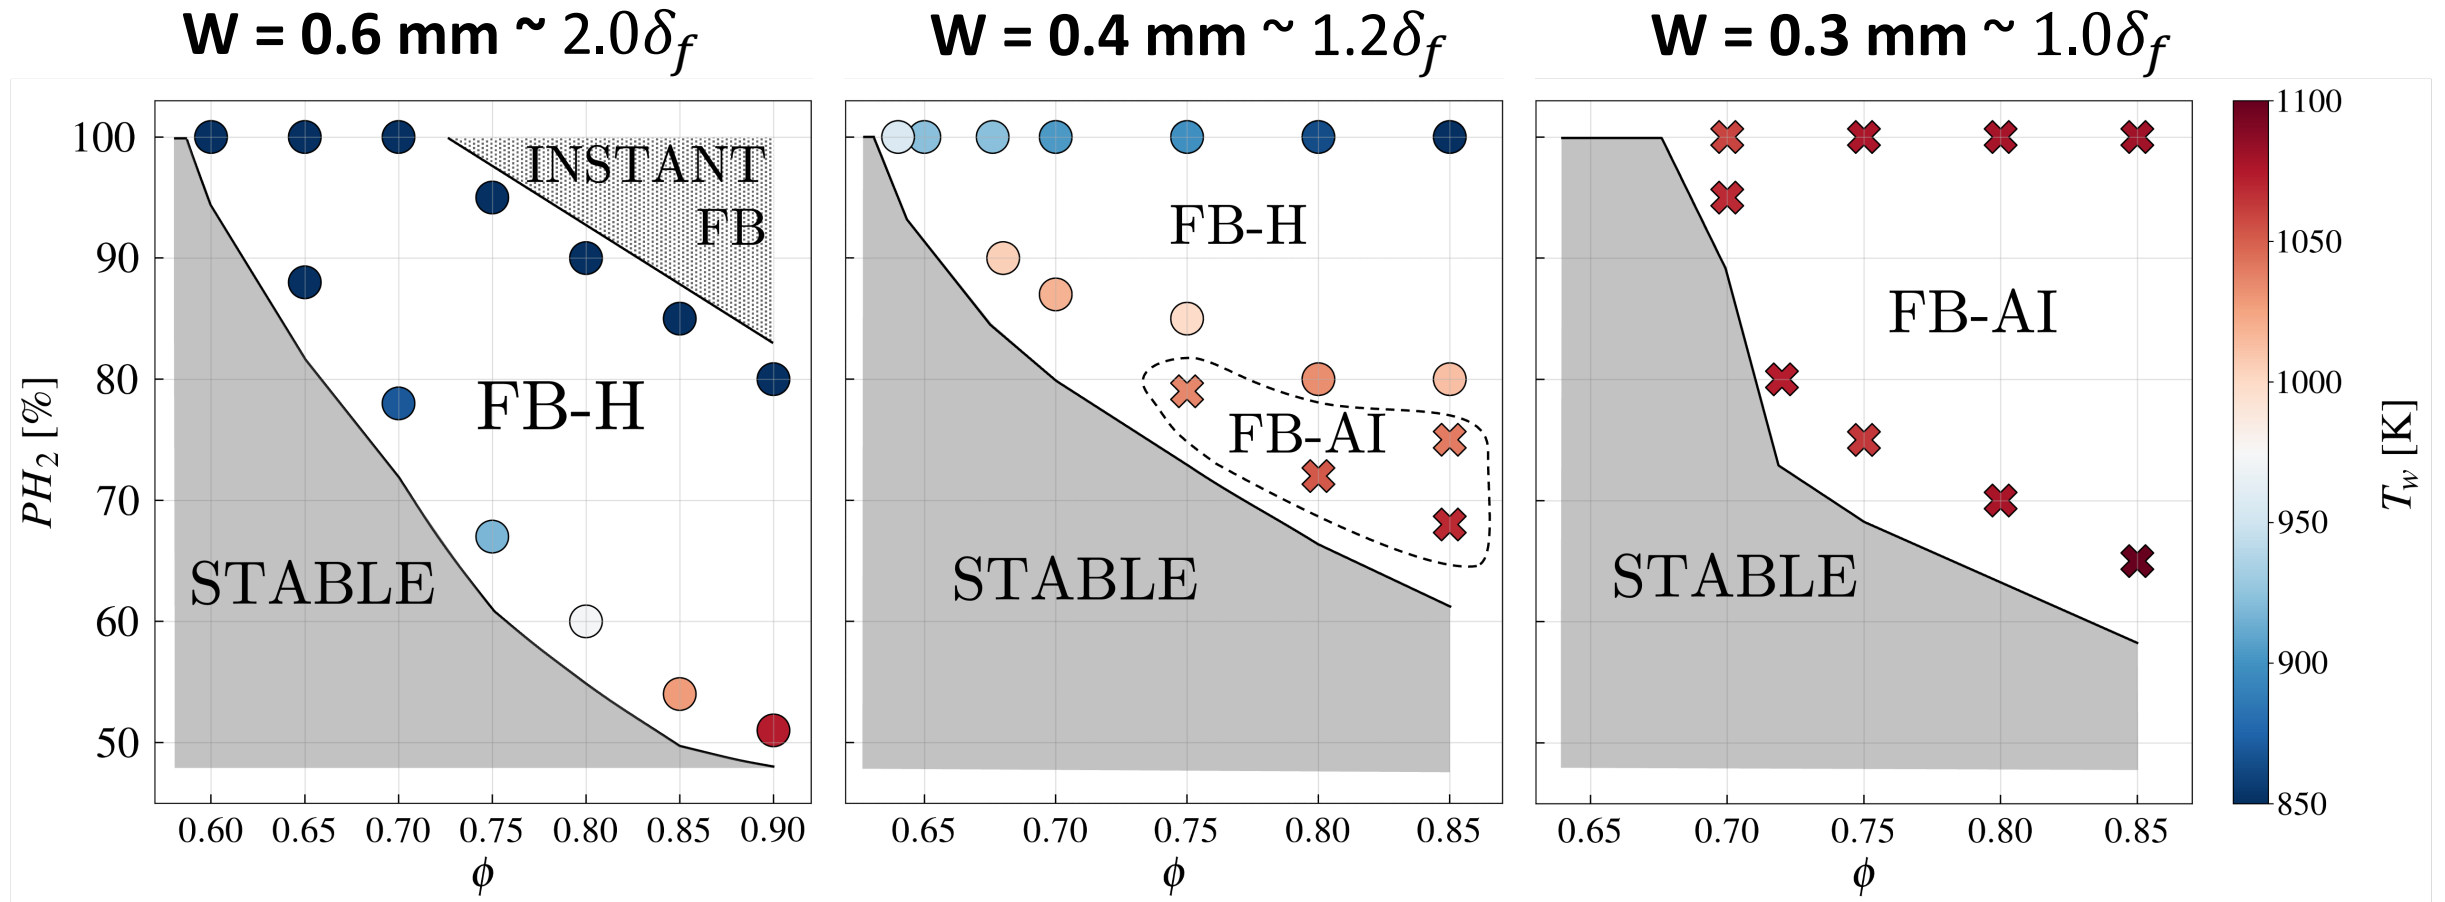 W = 0.6 mm ~ 2.0δ_f
W = 0.4 mm ~ 1.2δ_f
W = 0.3 mm ~ 1.0δ_f
PH₂ [%]
100
90
80
70
60
50
INSTANT
FB
FB-H
STABLE
0.60 0.65 0.70 0.75 0.80 0.85 0.90
ϕ
FB-H
FB-AI
STABLE
0.65 0.70 0.75 0.80 0.85
ϕ
FB-AI
STABLE
0.65 0.70 0.75 0.80 0.85
ϕ
1100
1050
1000
950
900
850
T_w [K]